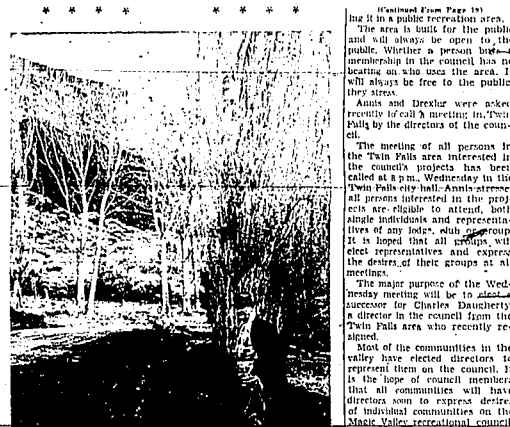 * * * * * * * *
(Continued From Page 19)
ing it in a public recreation area.
The area is built for the public
and will always be open to the
public. Whether a person buys a
membership in the council has no
bearing on who uses the area. I
will always be free to the public
they stress.
Annis and Drexler were asked
recently to call a meeting in Twin
Falls by the directors of the coun-
cil.
The meeting of all persons in
the Twin Falls area interested in
the council's projects has been
called at 8 p.m., Wednesday in the
Twin Falls city hall. Annis stresse
all persons interested in the proj-
ects are eligible to attend, both
single individuals and representa-
tives of any lodge, club or group.
It is hoped that all groups will
elect representatives and express
the desires of their groups at al
meetings.
The major purpose of the Wed-
nesday meeting will be to elect a
successor for Charles Daugherty
a director in the council from the
Twin Falls area who recently re-
signed.
Most of the communities in the
valley have elected directors to
represent them on the council. It
is the hope of council members
that all communities will have
directors soon to express desires
of individual communities on the
Magic Valley recreational council